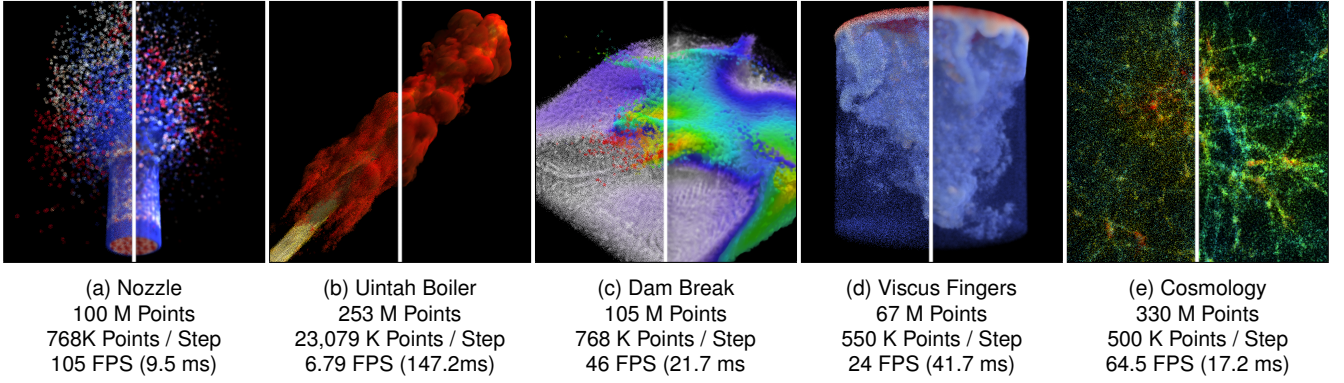 (a) Nozzle
100 M Points
768K Points / Step
105 FPS (9.5 ms)
(b) Uintah Boiler
253 M Points
23,079 K Points / Step
6.79 FPS (147.2ms)
(c) Dam Break
105 M Points
768 K Points / Step
46 FPS (21.7 ms
(d) Viscus Fingers
67 M Points
550 K Points / Step
24 FPS (41.7 ms)
(e) Cosmology
330 M Points
500 K Points / Step
64.5 FPS (17.2 ms)